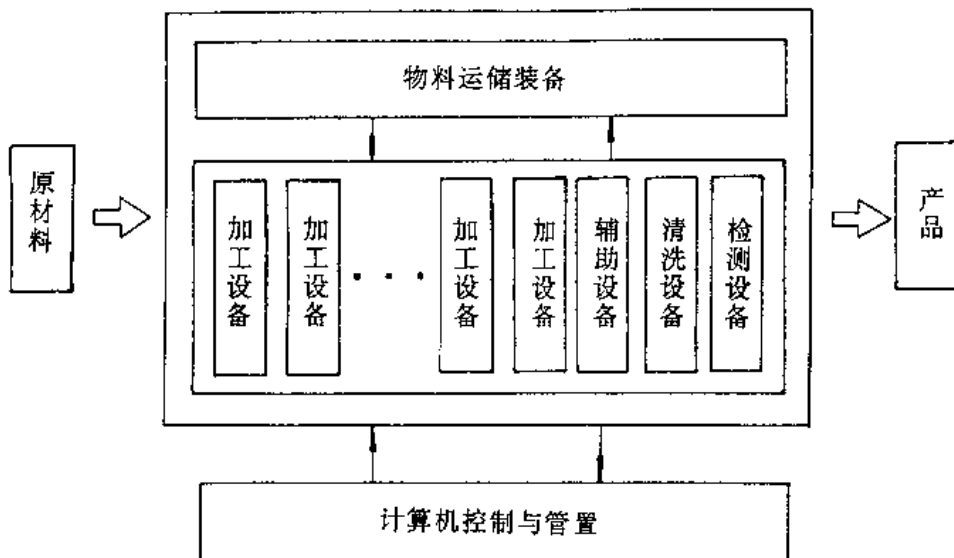 物料运储装备
原材料
加工设备
加工设备
加工设备
加工设备
辅助设备
清洗设备
检测设备
产品
计算机控制与管置